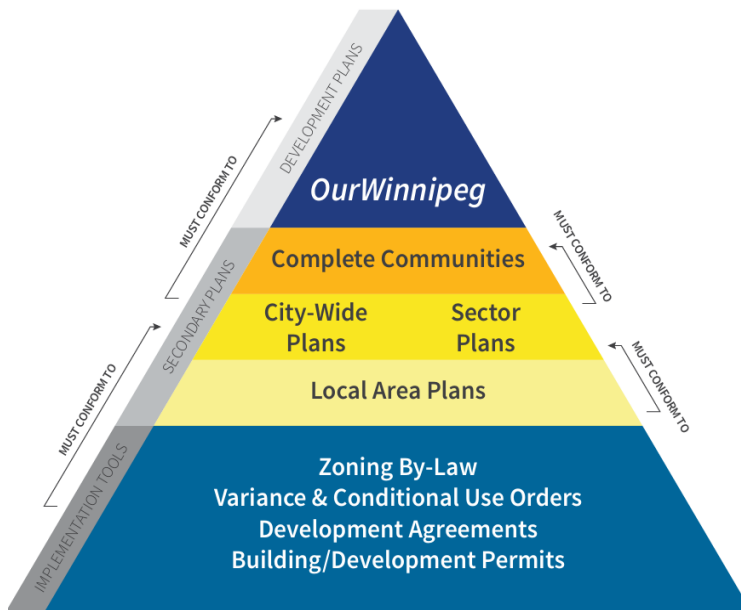 DEVELOPMENT PLANS
MUST CONFORM TO
OurWinnipeg
MUST CONFORM TO
SECONDARY PLANS
Complete Communities
City-Wide
Plans
Sector
Plans
MUST CONFORM TO
MUST CONFORM TO
Local Area Plans
IMPLEMENTATION TOOLS
Zoning By-Law
Variance & Conditional Use Orders
Development Agreements
Building/Development Permits